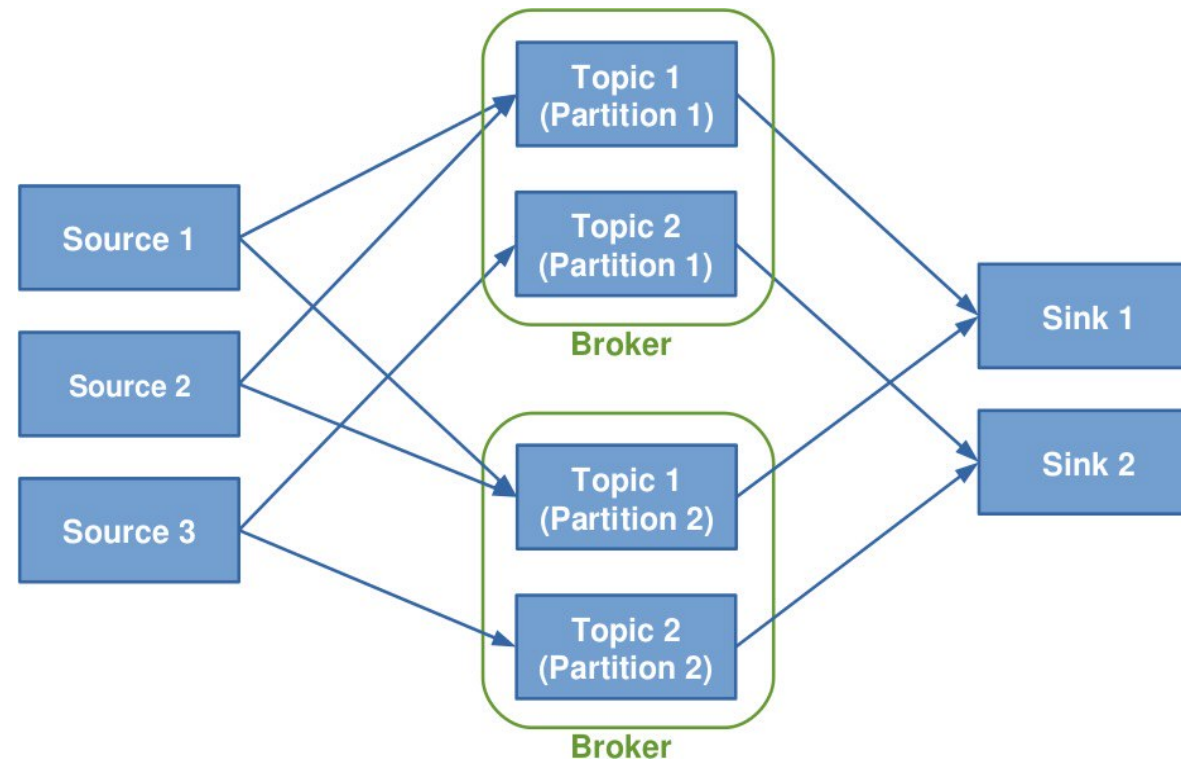 Source 1
Source 2
Source 3
Topic 1
(Partition 1)
Topic 2
(Partition 1)
Broker
Topic 1
(Partition 2)
Topic 2
(Partition 2)
Broker
Sink 1
Sink 2